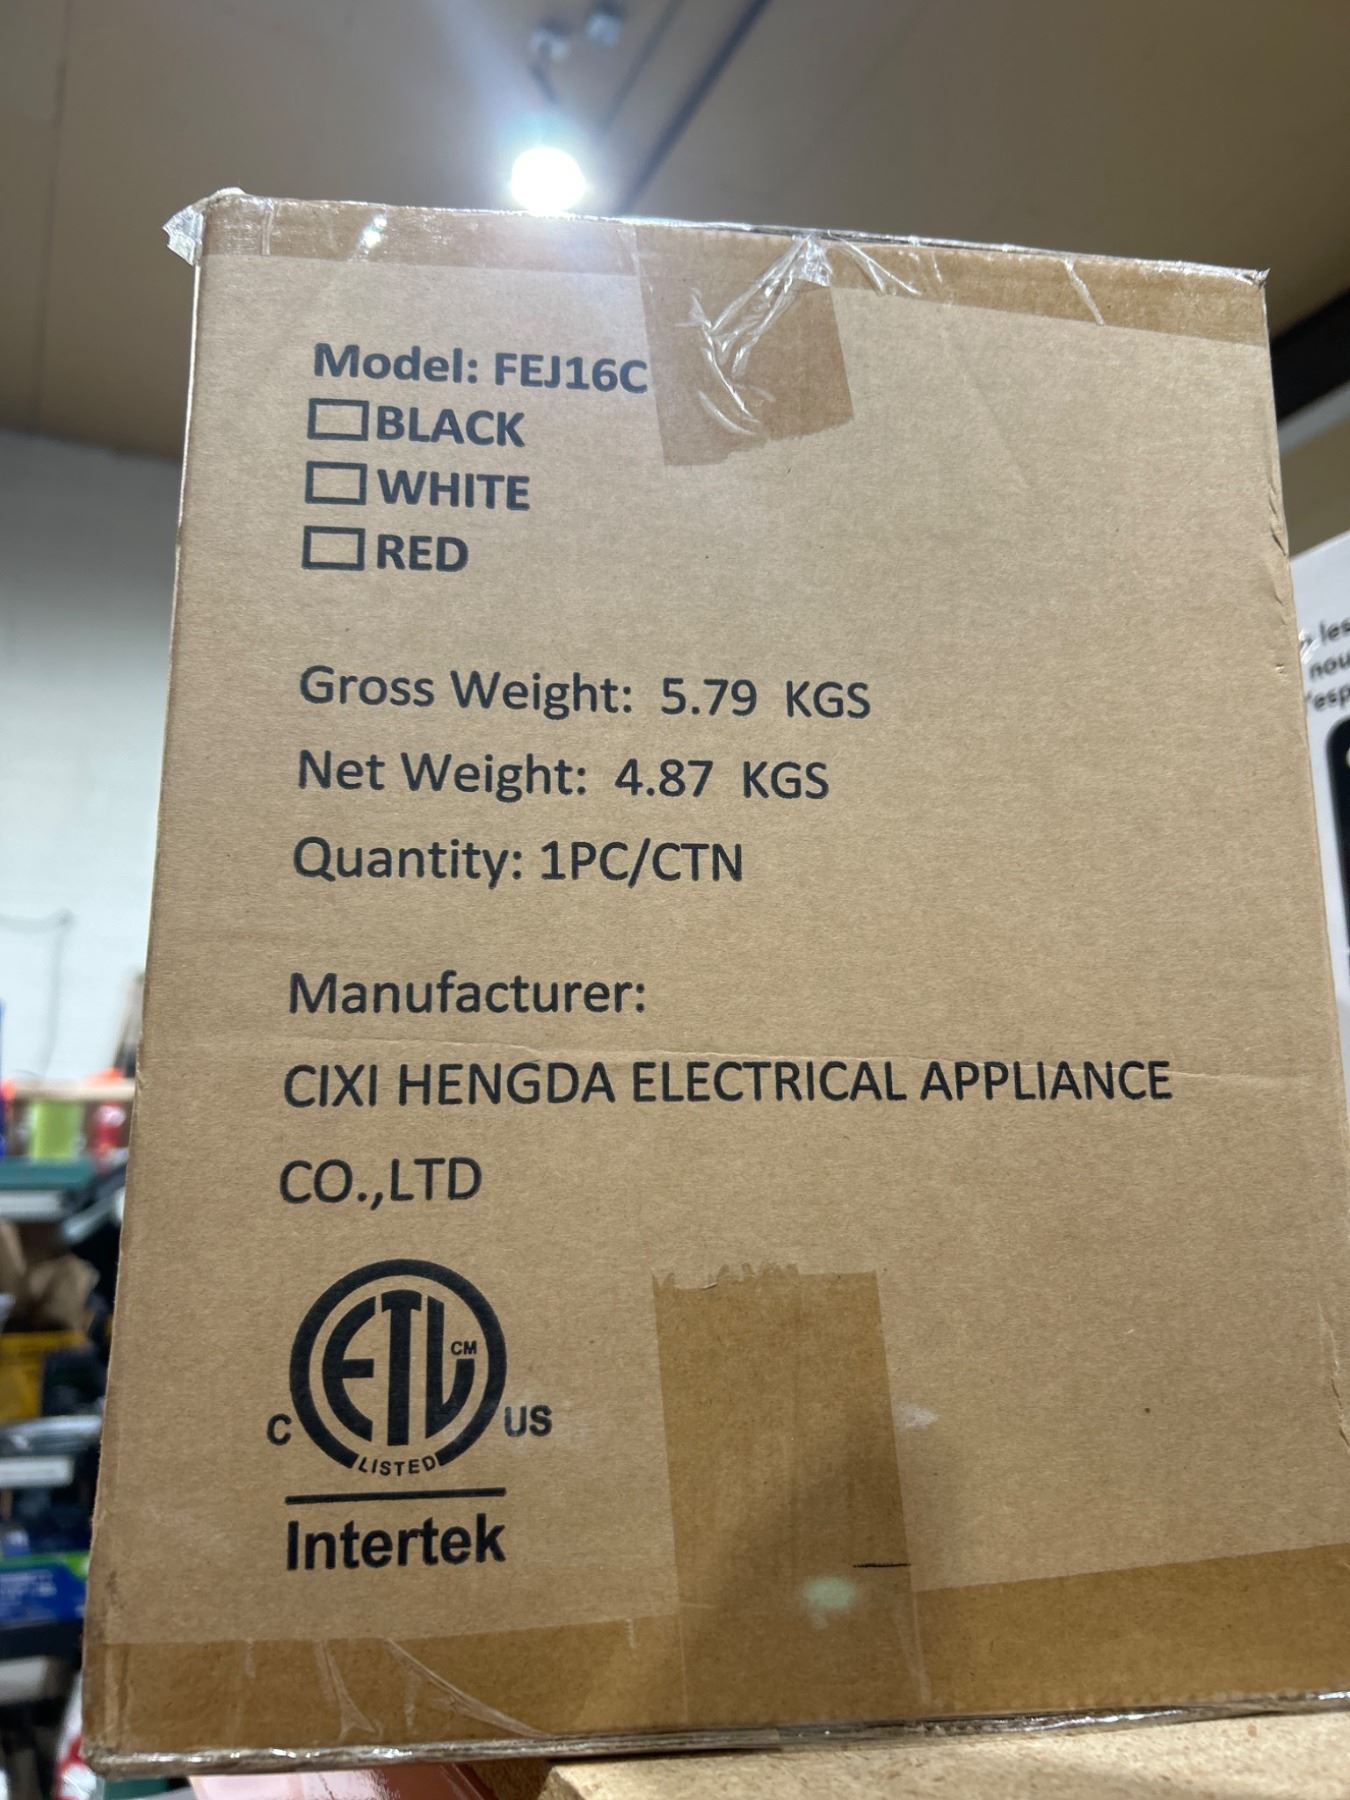 Model: FEJ16C
BLACK
WHITE
RED
Gross Weight: 5.79 KGS
Net Weight: 4.87 KGS
Quantity: 1PC/CTN
Manufacturer:
CIXI HENGDA ELECTRICAL APPLIANCE
CO.,LTD
ETL CM
C US
LISTED
Intertek
les